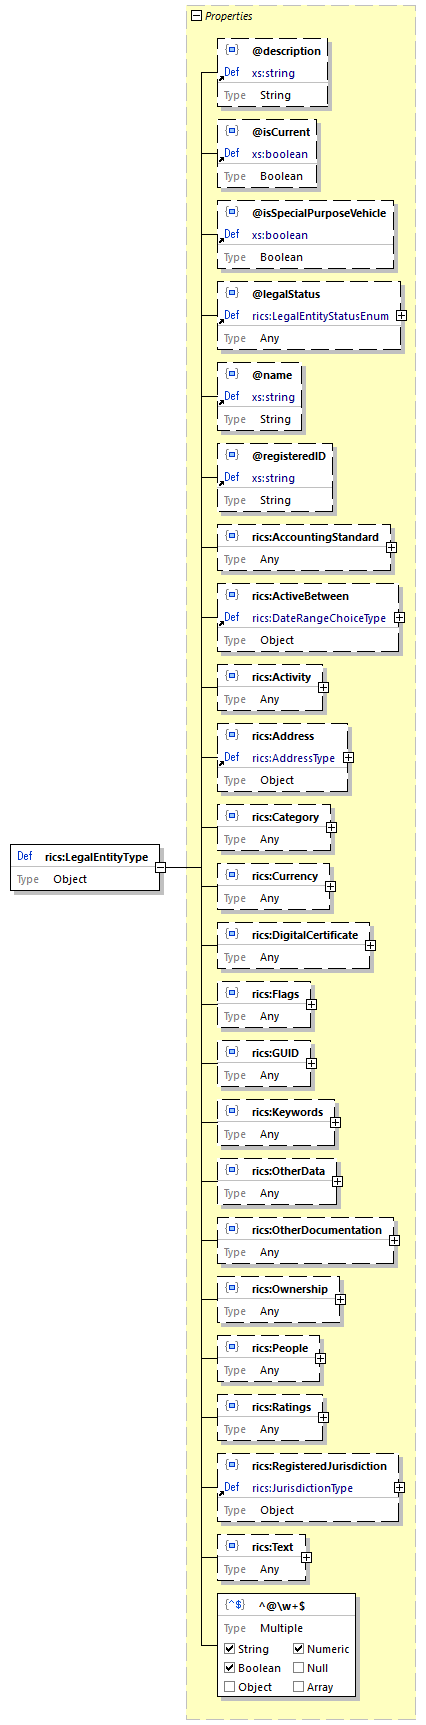 Properties
@description
Def xs:string
Type String
@isCurrent
Def xs:boolean
Type Boolean
@isSpecialPurposeVehicle
Def xs:boolean
Type Boolean
@legalStatus
Def rics:LegalEntityStatusEnum
Type Any
@name
Def xs:string
Type String
@registeredID
Def xs:string
Type String
rics:AccountingStandard
Type Any
rics:ActiveBetween
Def rics:DateRangeChoiceType
Type Object
rics:Activity
Type Any
rics:Address
Def rics:AddressType
Type Object
rics:Category
Type Any
Def rics:LegalEntityType
Type Object
rics:Currency
Type Any
rics:DigitalCertificate
Type Any
rics:Flags
Type Any
rics:GUID
Type Any
rics:Keywords
Type Any
rics:OtherData
Type Any
rics:OtherDocumentation
Type Any
rics:Ownership
Type Any
rics:People
Type Any
rics:Ratings
Type Any
rics:RegisteredJurisdiction
Def rics:JurisdictionType
Type Object
rics:Text
Type Any
{^$} ^@\w+$
Type Multiple
String Numeric
Boolean Null
Object Array